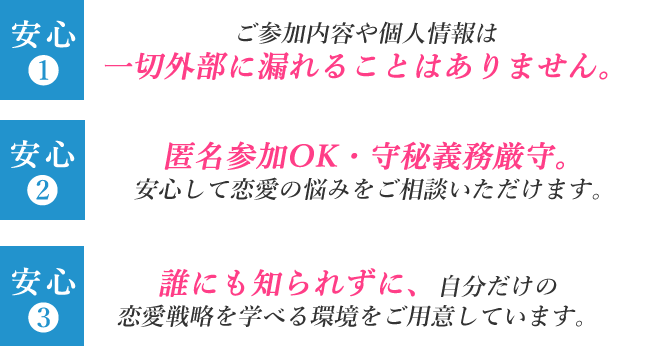 安心
❶
ご参加内容や個人情報は
一切外部に漏れることはありません。
安心
❷
匿名参加OK・守秘義務厳守。
安心して恋愛の悩みをご相談いただけます。
安心
❸
誰にも知られずに、自分だけの
恋愛戦略を学べる環境をご用意しています。